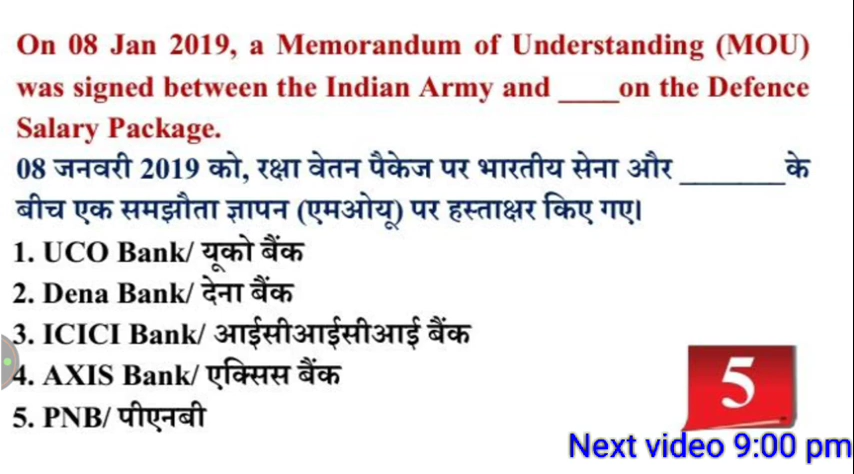 On 08 Jan 2019, a Memorandum of Understanding (MOU)
was signed between the Indian Army and ____on the Defence
Salary Package.
08 जनवरी 2019 को, रक्षा वेतन पैकेज पर भारतीय सेना और ________के
बीच एक समझौता ज्ञापन (एमओयू) पर हस्ताक्षर किए गए।
1. UCO Bank/ यूको बैंक
2. Dena Bank/ देना बैंक
3. ICICI Bank/ आईसीआईसीआई बैंक
4. AXIS Bank/ एक्सिस बैंक
5. PNB/ पीएनबी
5
Next video 9:00 pm